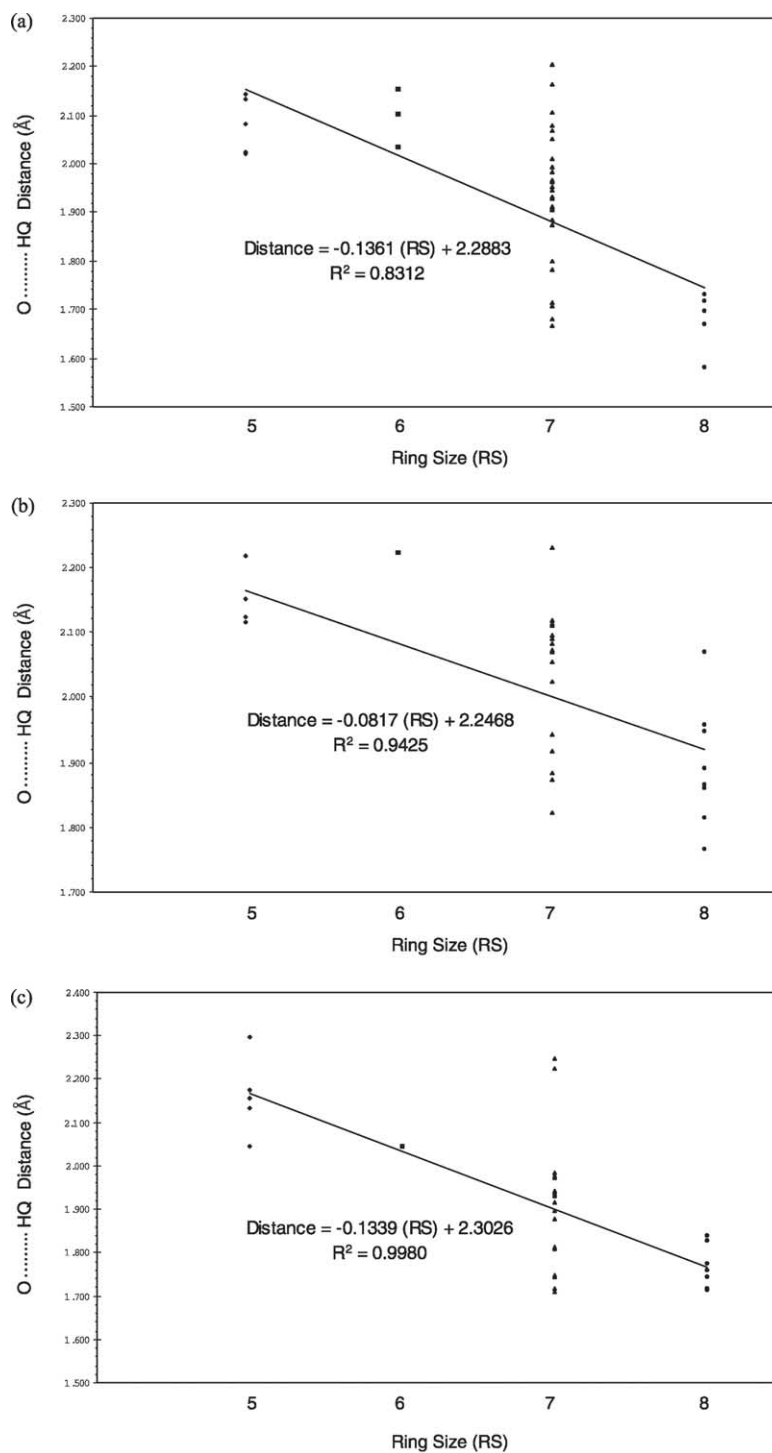 (a)
2.300
2.200
2.100
2.000
1.900
1.800
1.700
1.600
1.500
O ········ HQ Distance (Å)
Distance = -0.1361 (RS) + 2.2883
R² = 0.8312
5 6 7 8
Ring Size (RS)
(b)
2.300
2.200
2.100
2.000
1.900
1.800
1.700
O ········ HQ Distance (Å)
Distance = -0.0817 (RS) + 2.2468
R² = 0.9425
5 6 7 8
Ring Size (RS)
(c)
2.400
2.300
2.200
2.100
2.000
1.900
1.800
1.700
1.600
1.500
O ········ HQ Distance (Å)
Distance = -0.1339 (RS) + 2.3026
R² = 0.9980
5 6 7 8
Ring Size (RS)